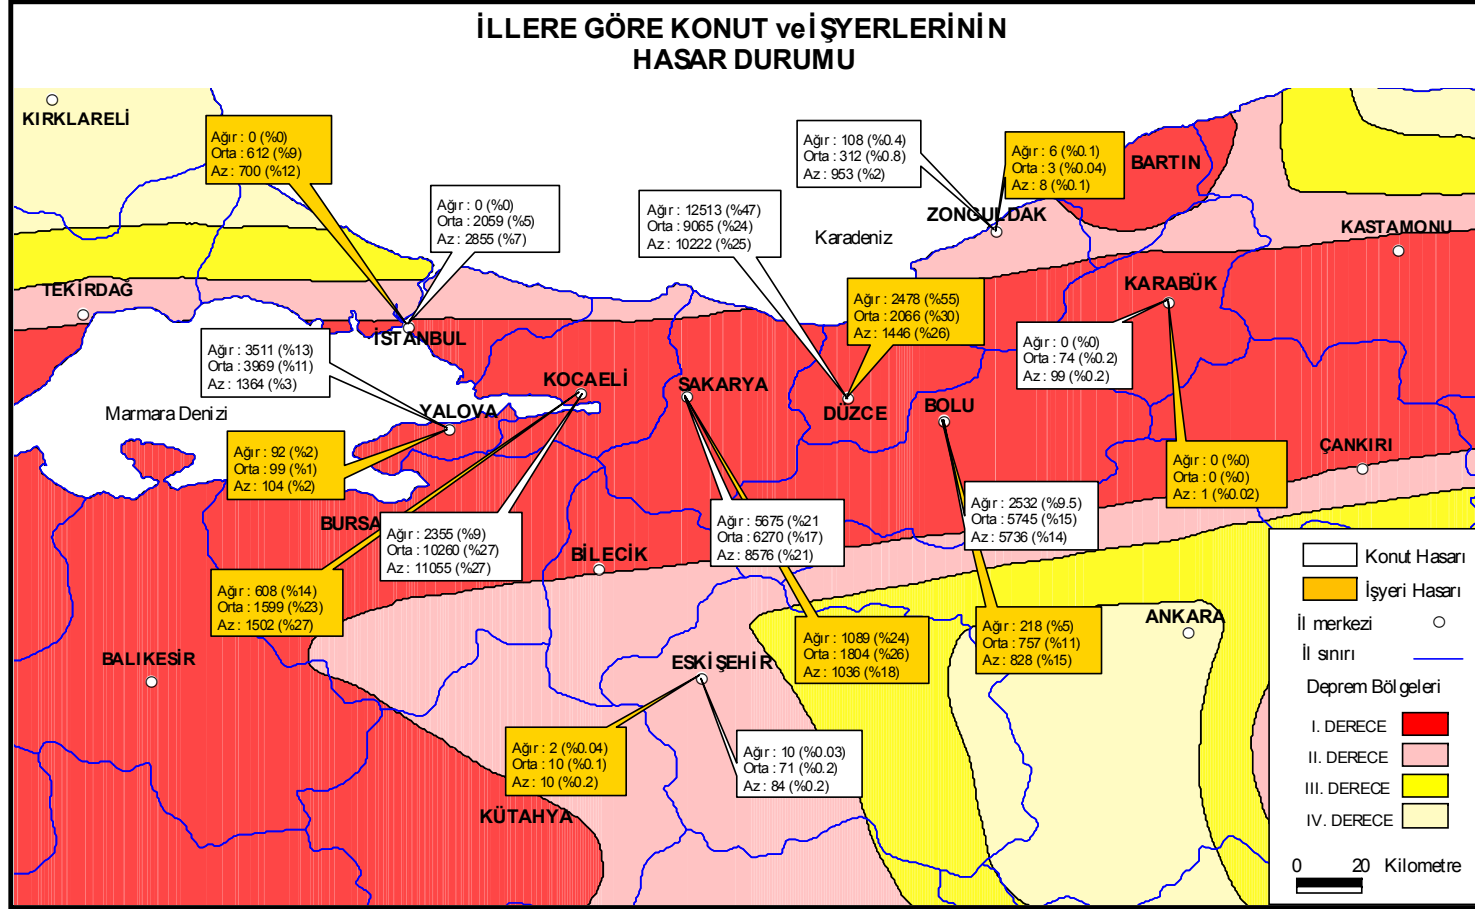 İLLERE GÖRE KONUT ve İŞYERLERİNİN
HASAR DURUMU
KIRKLARELİ
Ağır : 0 (%0)
Orta : 612 (%9)
Az : 700 (%12)
Ağır : 0 (%0)
Orta : 2059 (%5)
Az : 2855 (%7)
Ağır : 12513 (%47)
Orta : 9065 (%24)
Az : 10222 (%25)
Ağır : 108 (%0.4)
Orta : 312 (%0.8)
Az : 953 (%2)
Ağır : 6 (%0.1)
Orta : 3 (%0.04)
Az : 8 (%0.1)
BARTIN
ZONGULDAK
Karadeniz
KASTAMONU
TEKİRDAĞ
KARABÜK
Ağır : 2478 (%55)
Orta : 2066 (%30)
Az : 1446 (%26)
İSTANBUL
Ağır : 3511 (%13)
Orta : 3969 (%11)
Az : 1364 (%3)
Ağır : 0 (%0)
Orta : 74 (%0.2)
Az : 99 (%0.2)
KOCAELİ
SAKARYA
DÜZCE
BOLU
Marmara Denizi
YALOVA
Ağır : 92 (%2)
Orta : 99 (%1)
Az : 104 (%2)
ÇANKIRI
Ağır : 0 (%0)
Orta : 0 (%0)
Az : 1 (%0.02)
BURSA
Ağır : 2355 (%9)
Orta : 10260 (%27)
Az : 11055 (%27)
Ağır : 5675 (%21
Orta : 6270 (%17)
Az : 8576 (%21)
Ağır : 2532 (%9.5)
Orta : 5745 (%15)
Az : 5736 (%14)
BİLECİK
Ağır : 608 (%14)
Orta : 1599 (%23)
Az : 1502 (%27)
Ağır : 1089 (%24)
Orta : 1804 (%26)
Az : 1036 (%18)
Ağır : 218 (%5)
Orta : 757 (%11)
Az : 828 (%15)
ANKARA
BALIKESİR
ESKİŞEHİR
Ağır : 2 (%0.04)
Orta : 10 (%0.1)
Az : 10 (%0.2)
Ağır : 10 (%0.03)
Orta : 71 (%0.2)
Az : 84 (%0.2)
KÜTAHYA
Konut Hasarı
İşyeri Hasarı
İl merkezi
İl sınırı
Deprem Bölgeleri
I. DERECE
II. DERECE
III. DERECE
IV. DERECE
0 20 Kilometre